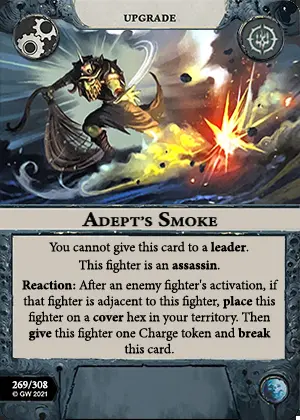 UPGRADE
ADEPT'S SMOKE
You cannot give this card to a leader.
This fighter is an assassin.
Reaction: After an enemy fighter's activation, if
that fighter is adjacent to this fighter, place this
fighter on a cover hex in your territory. Then
give this fighter one Charge token and break
this card.
269/308
© GW 2021